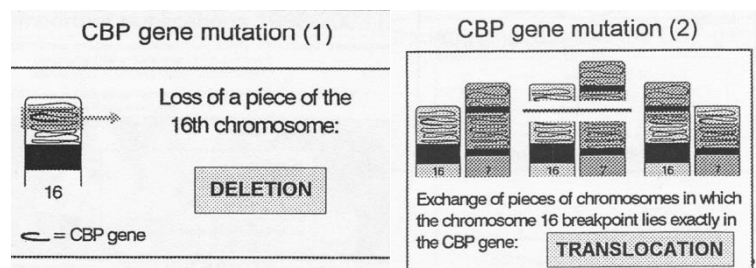 CBP gene mutation (1)
Loss of a piece of the
16th chromosome:
DELETION
16
= CBP gene
CBP gene mutation (2)
16 7 16 7 16 7
Exchange of pieces of chromosomes in which
the chromosome 16 breakpoint lies exactly in
the CBP gene:
TRANSLOCATION